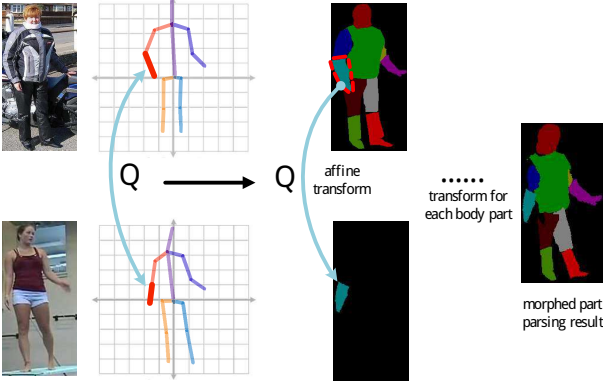 Q
Q
affine
transform
......
transform for
each body part
morphed part
parsing result